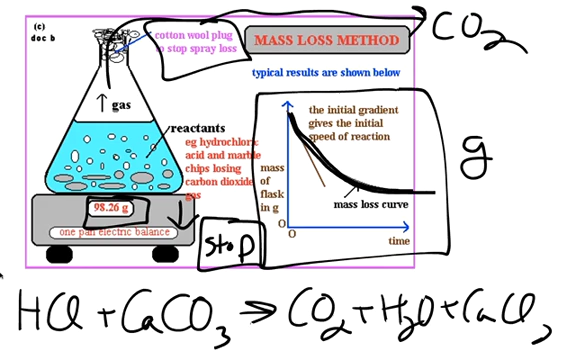 (c)
doc b
cotton wool plug
to stop spray loss
MASS LOSS METHOD
CO2
typical results are shown below
gas
reactants
eg hydrochloric
acid and marble
chips losing
carbon dioxide
gas
the initial gradient
gives the initial
speed of reaction
mass
of
flask
in g
mass loss curve
O
O
time
g
98.26 g
one pan electric balance
stop
HCl + CaCO3 → CO2 + H2O + CaCl2